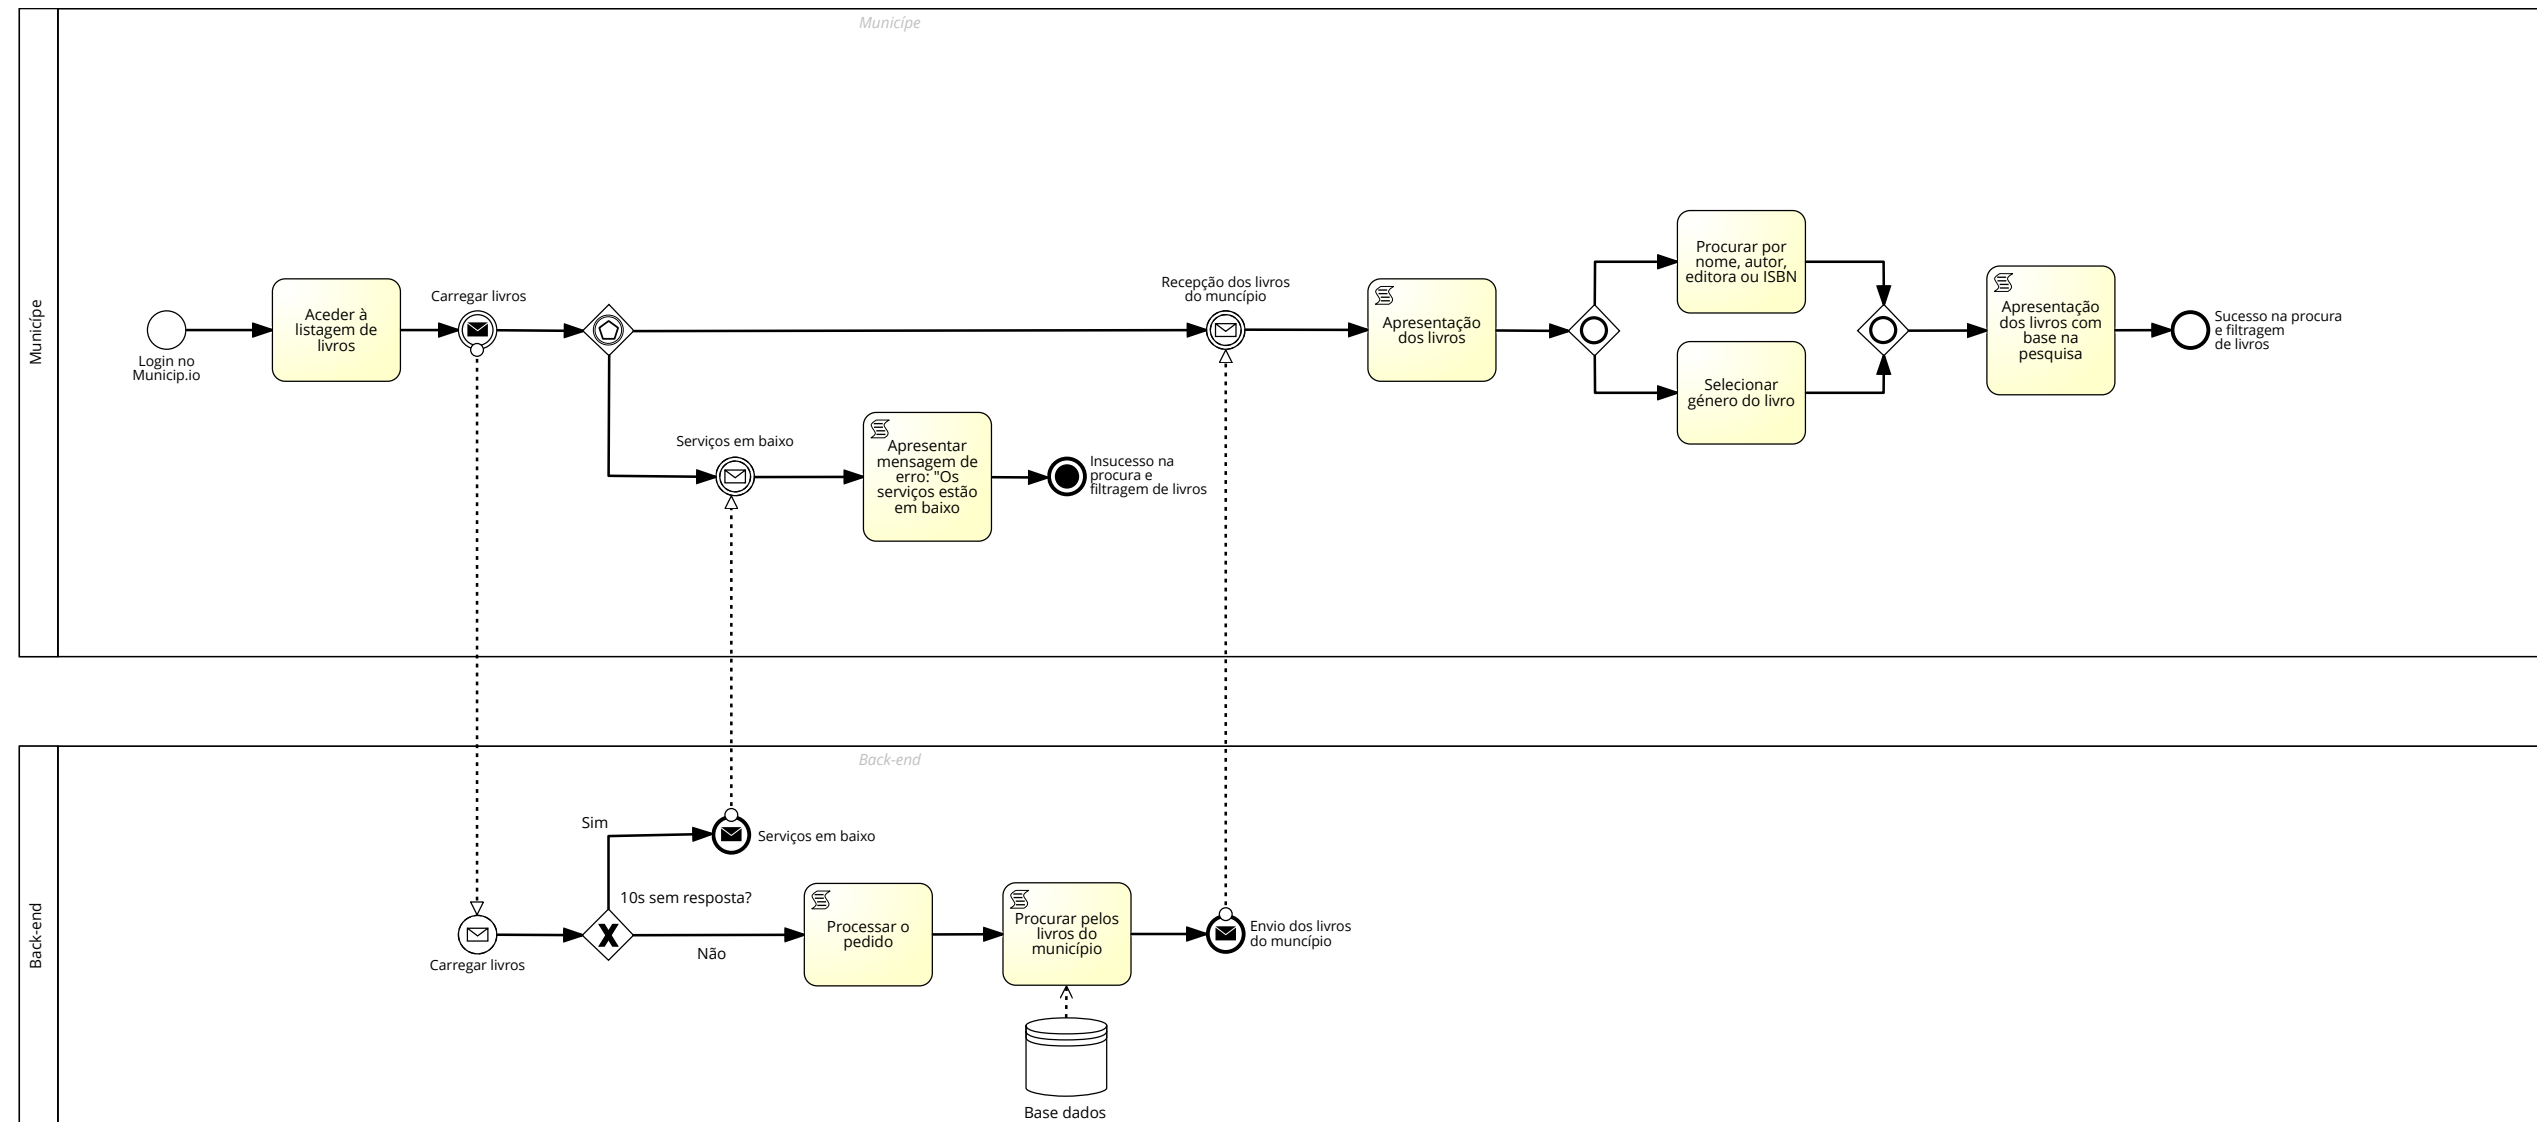 Municípe
Municípe
Login no
Municip.io
Aceder à
listagem de
livros
Carregar livros
Serviços em baixo
Apresentar
mensagem de
erro: "Os
serviços estão
em baixo
Insucesso na
procura e
filtragem de livros
Recepção dos livros
do muncípio
Apresentação
dos livros
Procurar por
nome, autor,
editora ou ISBN
Selecionar
género do livro
Apresentação
dos livros com
base na
pesquisa
Sucesso na procura
e filtragem
de livros
Back-end
Back-end
Carregar livros
Sim
10s sem resposta?
Não
Serviços em baixo
Processar o
pedido
Procurar pelos
livros do
município
Envio dos livros
do muncípio
Base dados